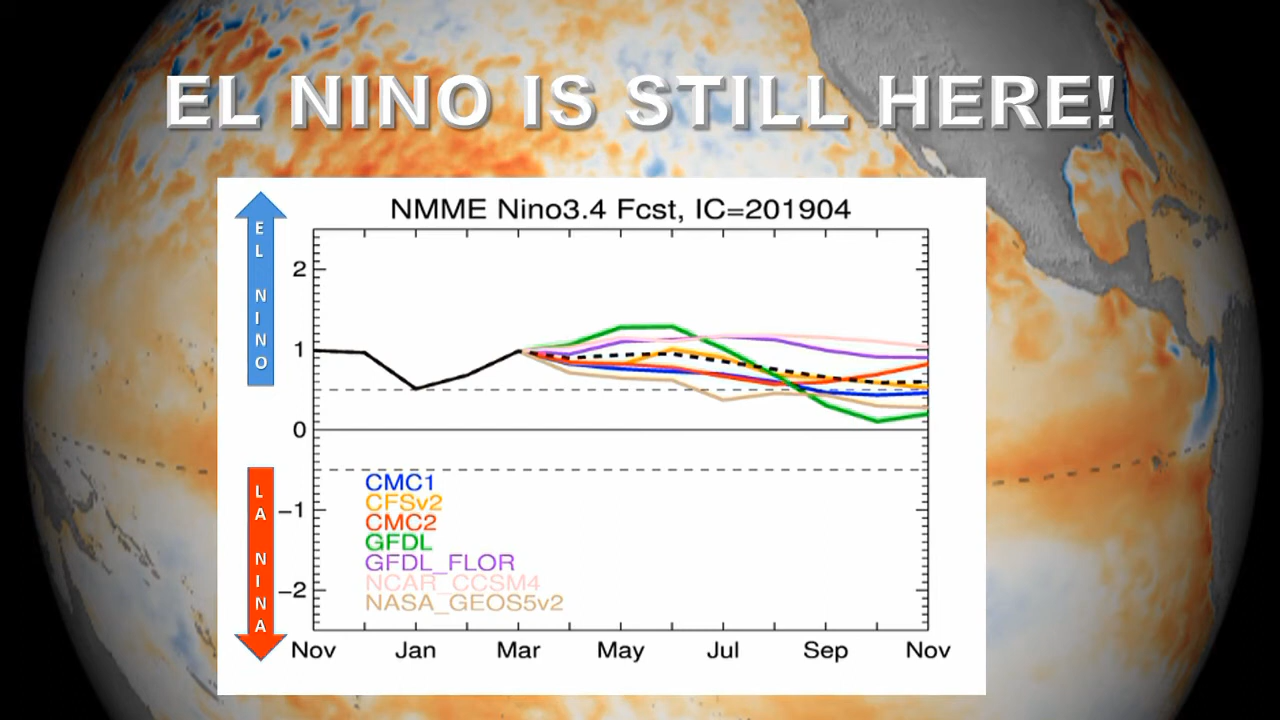 EL NINO IS STILL HERE!
NMME Nino3.4 Fcst, IC=201904
EL NINO
2
1
0
-1
-2
LA NINA
CMC1
CFSv2
CMC2
GFDL
GFDL_FLOR
NCAR_CCSM4
NASA_GEOS5v2
Nov Jan Mar May Jul Sep Nov